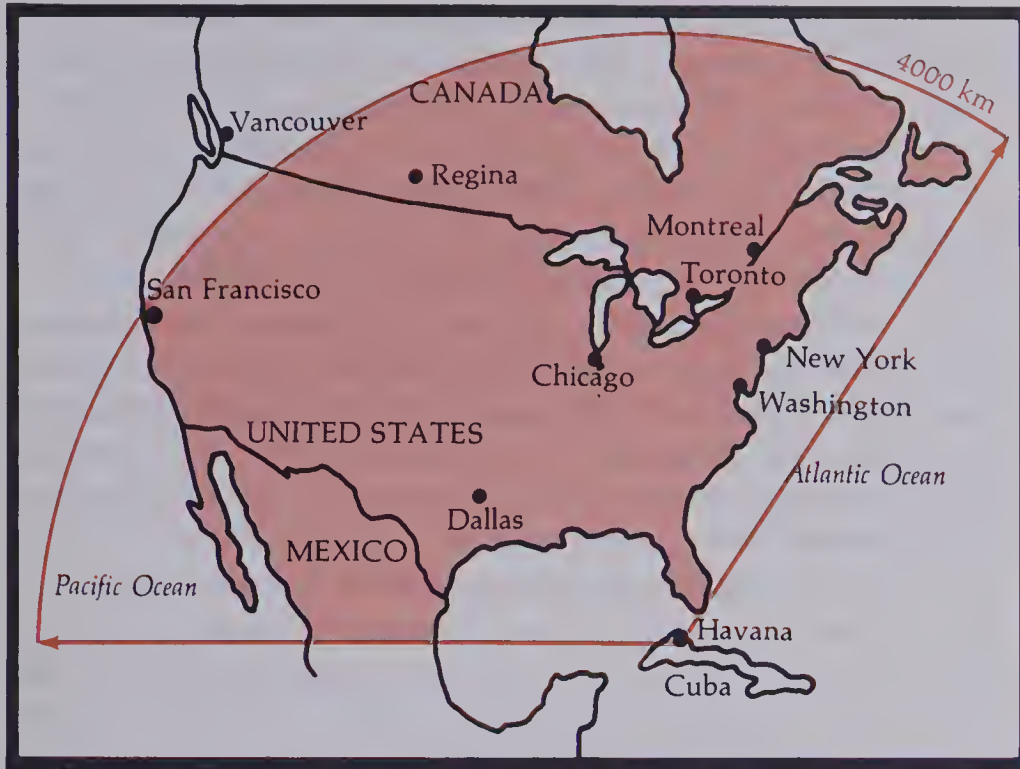 4000 km
CANADA
Vancouver
Regina
Montreal
Toronto
San Francisco
New York
Chicago
Washington
UNITED STATES
Atlantic Ocean
Dallas
MEXICO
Pacific Ocean
Havana
Cuba